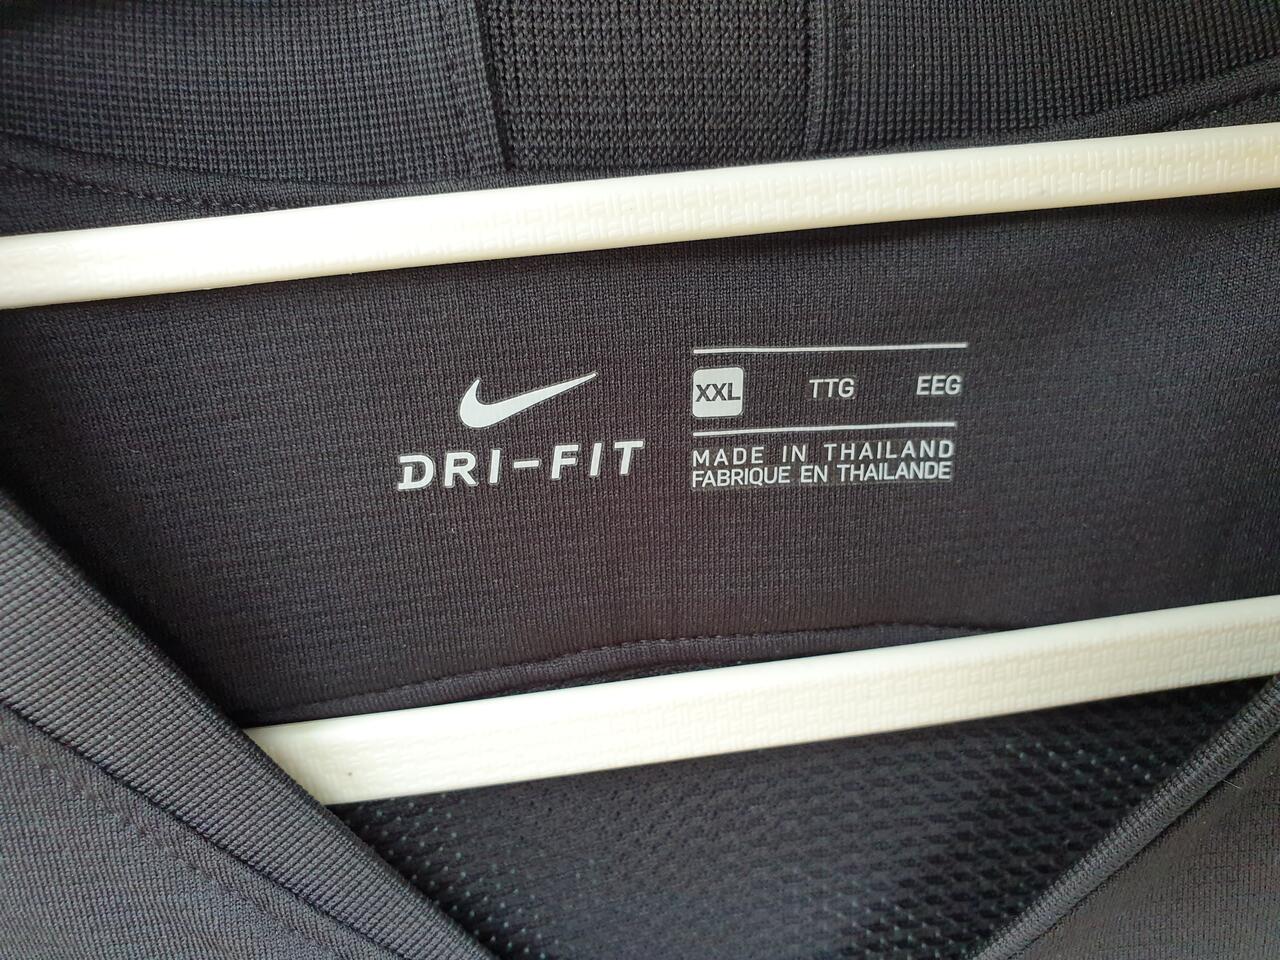 DRI-FIT
XXL TTG EEG
MADE IN THAILAND
FABRIQUE EN THAILANDE